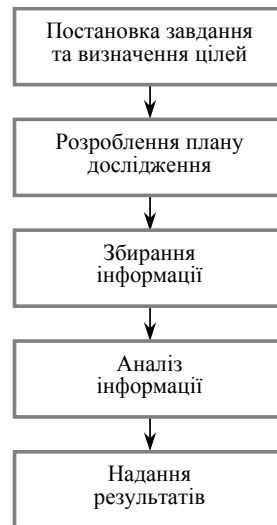 Постановка завдання
та визначення цілей
Розроблення плану
дослідження
Збирання
інформації
Аналіз
інформації
Надання
результатів